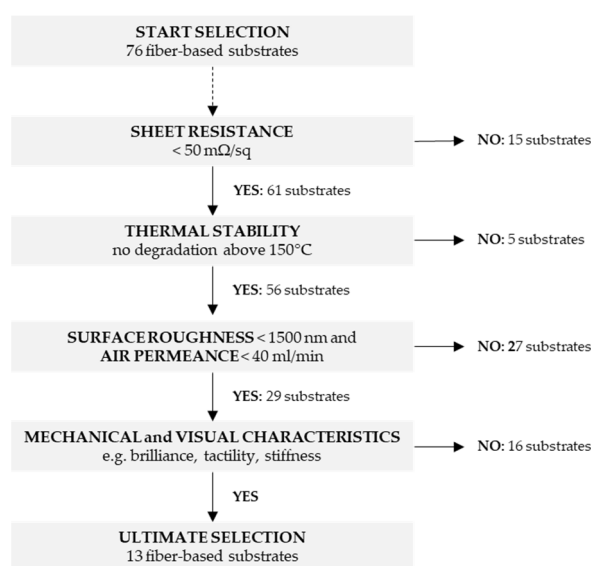 START SELECTION
76 fiber-based substrates
SHEET RESISTANCE
< 50 mΩ/sq
NO: 15 substrates
YES: 61 substrates
THERMAL STABILITY
no degradation above 150°C
NO: 5 substrates
YES: 56 substrates
SURFACE ROUGHNESS < 1500 nm and
AIR PERMEANCE < 40 ml/min
NO: 27 substrates
YES: 29 substrates
MECHANICAL and VISUAL CHARACTERISTICS
e.g. brilliance, tactility, stiffness
NO: 16 substrates
YES
ULTIMATE SELECTION
13 fiber-based substrates